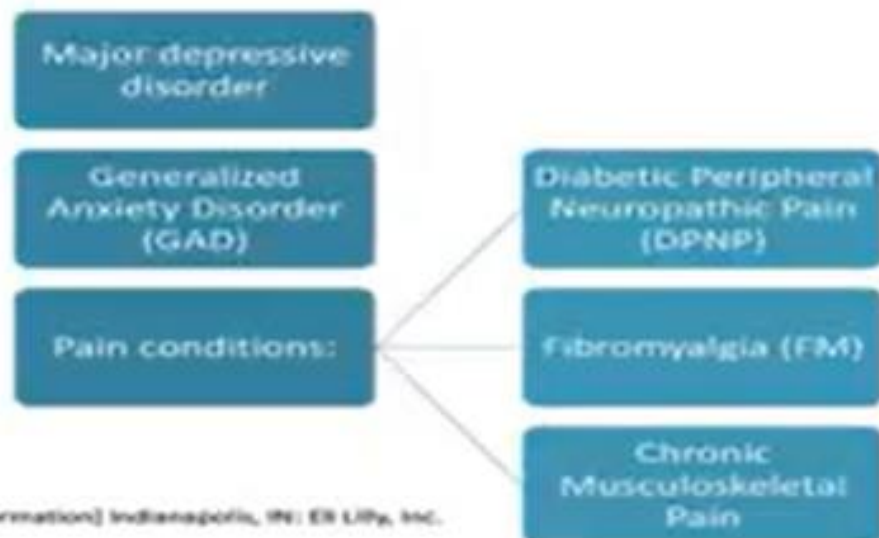 Major depressive
disorder
Generalized
Anxiety Disorder
(GAD)
Pain conditions:
Diabetic Peripheral
Neuropathic Pain
(DPNP)
Fibromyalgia (FM)
Chronic
Musculoskeletal
Pain
rmation] Indianapolis, IN: Eli Lilly, Inc.